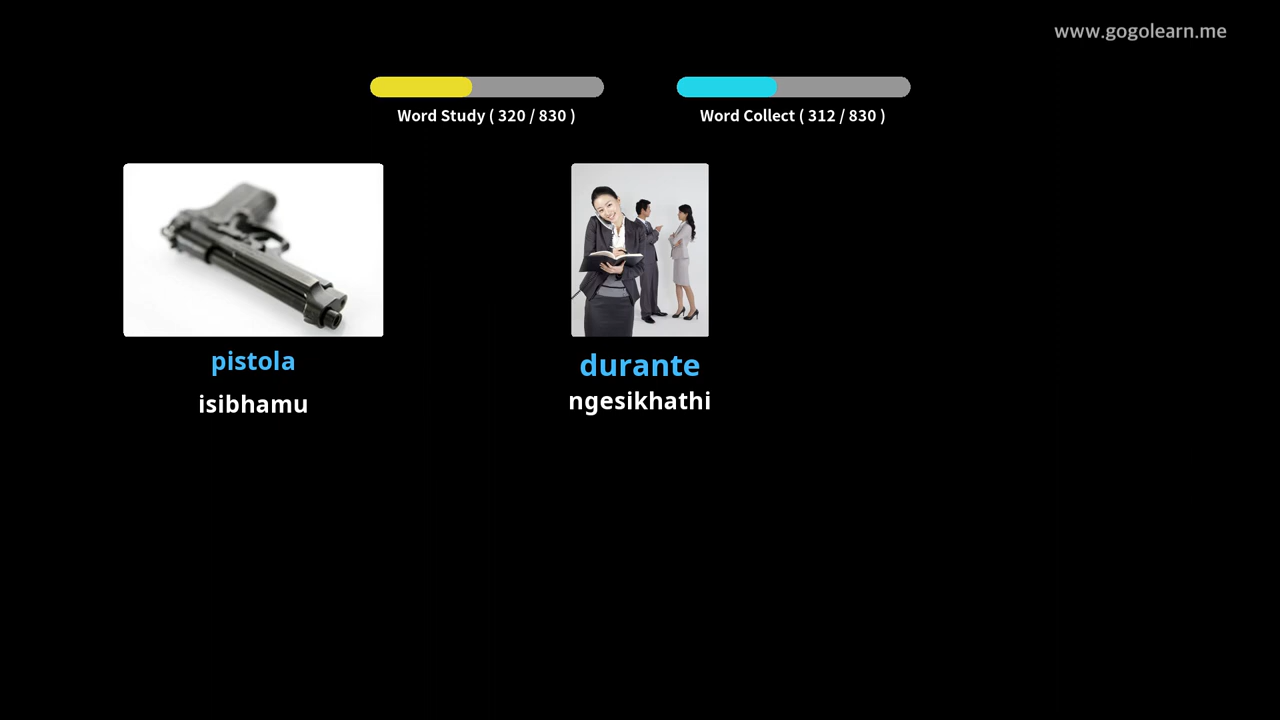 www.gogolearn.me
Word Study ( 320 / 830 )
Word Collect ( 312 / 830 )
pistola
isibhamu
durante
ngesikhathi